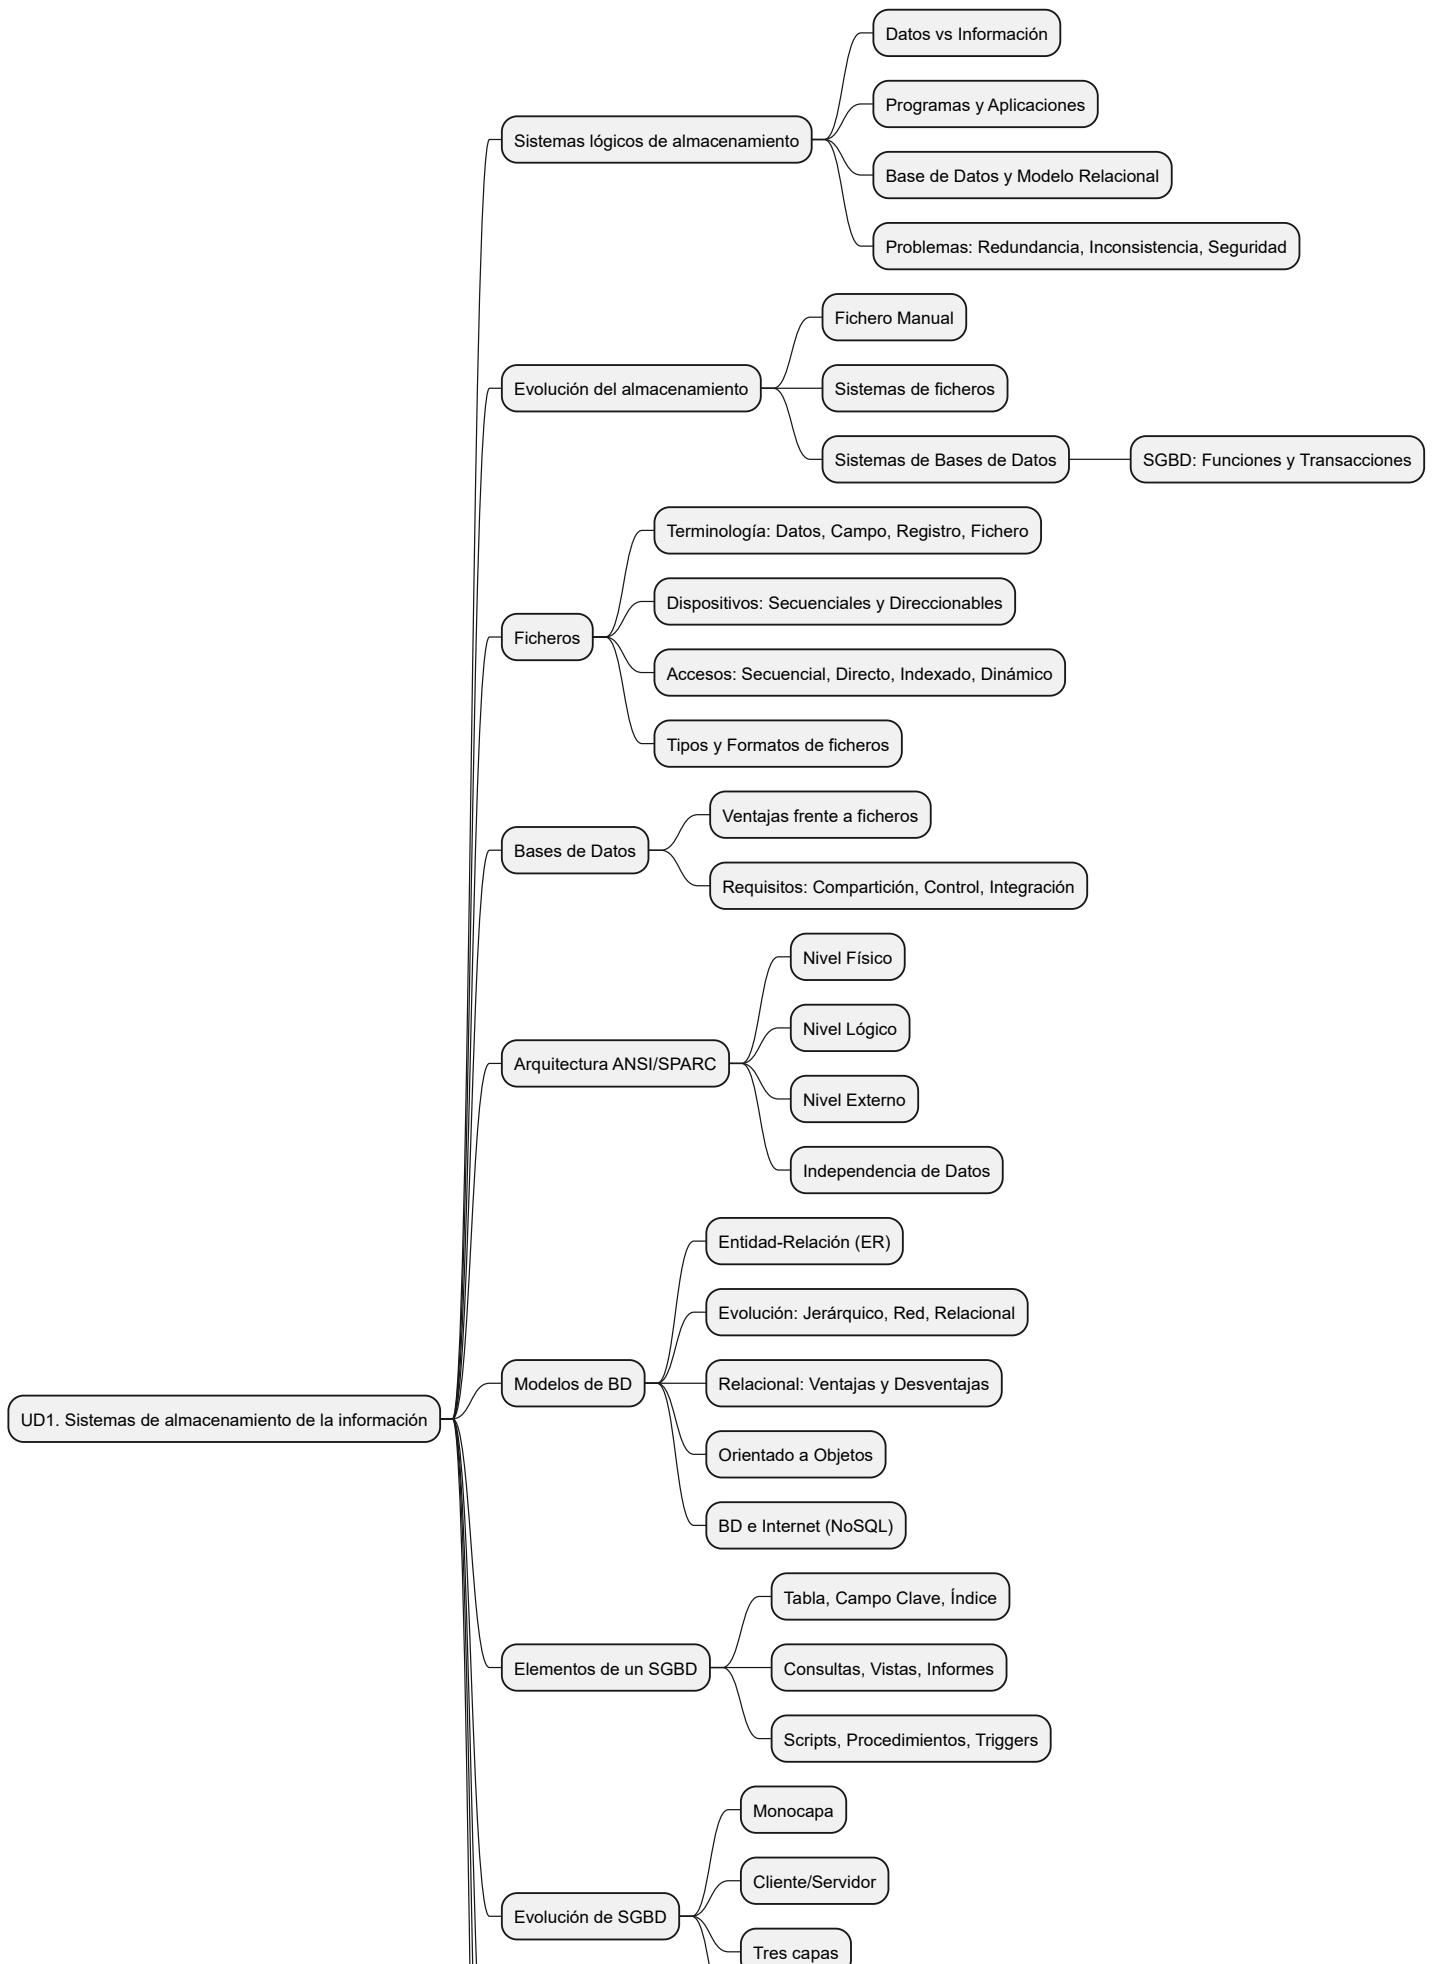 UD1. Sistemas de almacenamiento de la información
Sistemas lógicos de almacenamiento
Datos vs Información
Programas y Aplicaciones
Base de Datos y Modelo Relacional
Problemas: Redundancia, Inconsistencia, Seguridad
Evolución del almacenamiento
Fichero Manual
Sistemas de ficheros
Sistemas de Bases de Datos
SGBD: Funciones y Transacciones
Ficheros
Terminología: Datos, Campo, Registro, Fichero
Dispositivos: Secuenciales y Direccionables
Accesos: Secuencial, Directo, Indexado, Dinámico
Tipos y Formatos de ficheros
Bases de Datos
Ventajas frente a ficheros
Requisitos: Compartición, Control, Integración
Arquitectura ANSI/SPARC
Nivel Físico
Nivel Lógico
Nivel Externo
Independencia de Datos
Modelos de BD
Entidad-Relación (ER)
Evolución: Jerárquico, Red, Relacional
Relacional: Ventajas y Desventajas
Orientado a Objetos
BD e Internet (NoSQL)
Elementos de un SGBD
Tabla, Campo Clave, Índice
Consultas, Vistas, Informes
Scripts, Procedimientos, Triggers
Evolución de SGBD
Monocapa
Cliente/Servidor
Tres capas